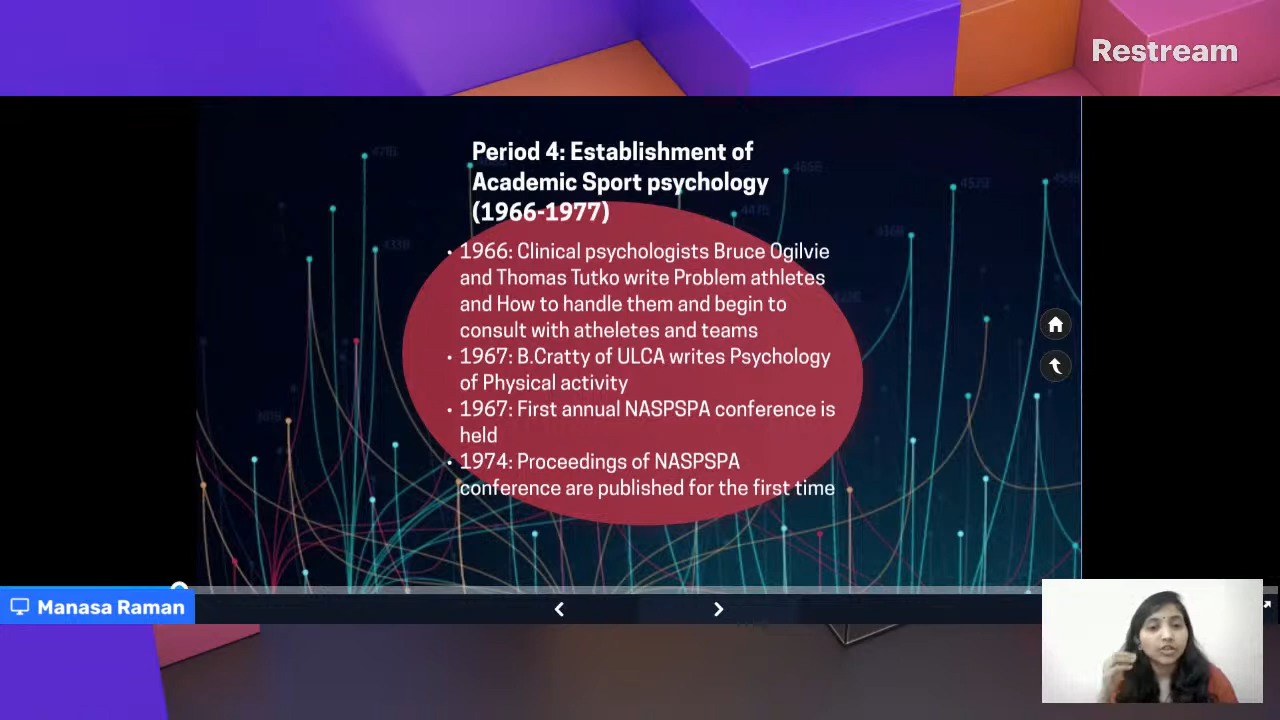 Restream
Period 4: Establishment of
Academic Sport psychology
(1966-1977)
• 1966: Clinical psychologists Bruce Ogilvie
and Thomas Tutko write Problem athletes
and How to handle them and begin to
consult with atheletes and teams
• 1967: B.Cratty of ULCA writes Psychology
of Physical activity
• 1967: First annual NASPSPA conference is
held
• 1974: Proceedings of NASPSPA
conference are published for the first time
Manasa Raman